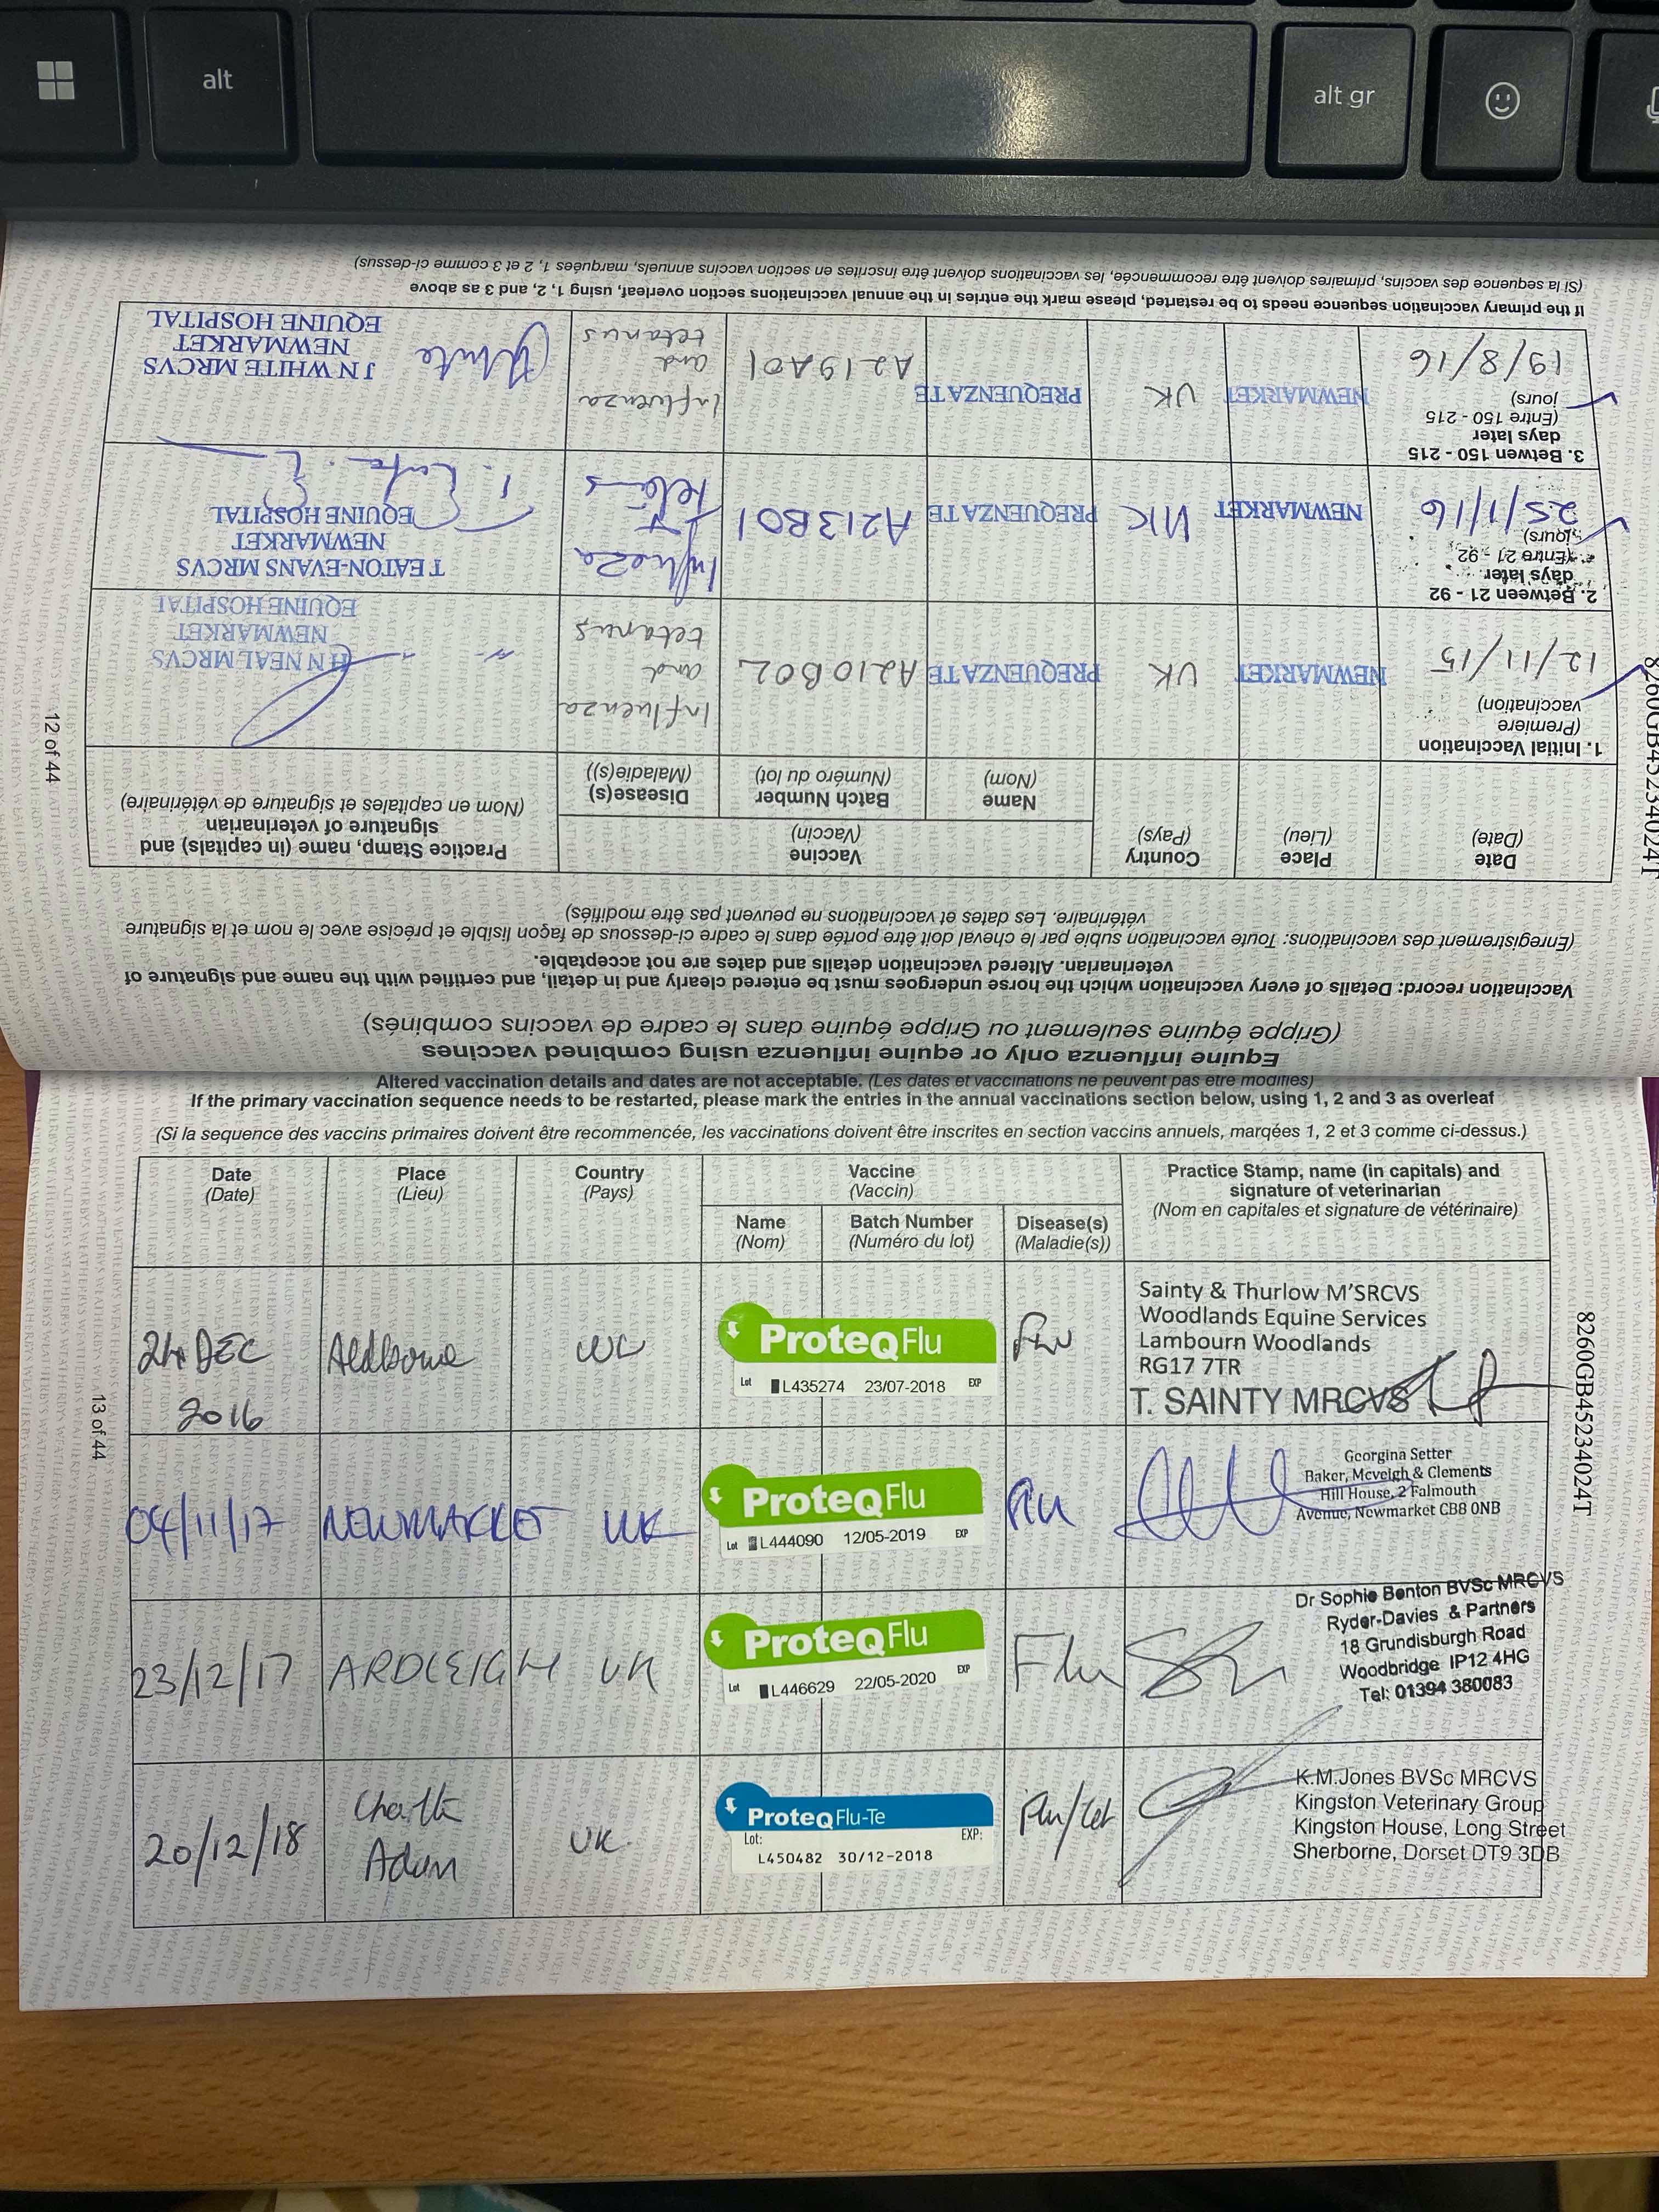 alt
alt gr
12 of 44
8260GB45234024T
Equine influenza only or equine influenza using combined vaccines
(Grippe équine seulement ou Grippe équine dans le cadre de vaccins combinés)
Vaccination record: Details of every vaccination which the horse undergoes must be entered clearly and in detail, and certified with the name and signature of
veterinarian. Altered vaccination details and dates are not acceptable.
(Enregistrement des vaccinations: Toute vaccination subie par le cheval doit être portée dans le cadre ci-dessous de façon lisible et précise avec le nom et la signature
vétérinaire. Les dates et vaccinations ne peuvent pas être modifiés)
Date
(Date)
Place
(Lieu)
Country
(Pays)
Vaccine
(Vaccin)
Name
(Nom)
Batch Number
(Numéro du lot)
Disease(s)
(Maladie(s))
Practice Stamp, name (in capitals) and
signature of veterinarian
(Nom en capitales et signature de vétérinaire)
1. Initial Vaccination
(Premiere
vaccination)
12/11/15
NEWMARKET
UK
PREQUENZA TE
A210B02
Influenza
and
tetanus
H N NEAL MRCVS
NEWMARKET
EQUINE HOSPITAL
2. Between 21 - 92
days later
(Entre 21 - 92
jours)
25/1/16
NEWMARKET
UK
PREQUENZA TE
A213B01
T EATON-EVANS MRCVS
NEWMARKET
EQUINE HOSPITAL
3. Betwen 150 - 215
days later
(Entre 150 - 215
jours)
19/8/16
NEWMARKET
UK
PREQUENZA TE
A219A01
Influenza
and
tetanus
White
J N WHITE MRCVS
NEWMARKET
EQUINE HOSPITAL
If the primary vaccination sequence needs to be restarted, please mark the entries in the annual vaccinations section overleaf, using 1, 2, and 3 as above
(Si la sequence des vaccins, primaires doivent être recommencée, les vaccinations doivent être inscrites en section vaccins annuels, marquées 1, 2 et 3 comme ci-dessus)
Altered vaccination details and dates are not acceptable. (Les dates et vaccinations ne peuvent pas être modifiés)
If the primary vaccination sequence needs to be restarted, please mark the entries in the annual vaccinations section below, using 1, 2 and 3 as overleaf
(Si la sequence des vaccins primaires doivent être recommencée, les vaccinations doivent être inscrites en section vaccins annuels, marqées 1, 2 et 3 comme ci-dessus.)
Date
(Date)
Place
(Lieu)
Country
(Pays)
Vaccine
(Vaccin)
Name
(Nom)
Batch Number
(Numéro du lot)
Disease(s)
(Maladie(s))
Practice Stamp, name (in capitals) and
signature of veterinarian
(Nom en capitales et signature de vétérinaire)
24 DEC
2016
Aldbourne
UK
ProteqFlu
Lot L435274 23/07-2018 EXP
Flu
Sainty & Thurlow M'SRCVS
Woodlands Equine Services
Lambourn Woodlands
RG17 7TR
T. SAINTY MRCVS
04/11/17
NEWMARKET
UK
ProteqFlu
Lot L444090 12/05-2019 EXP
Flu
Georgina Setter
Baker, Mcveigh & Clements
Hill House, 2 Falmouth
Avenue, Newmarket CB8 0NB
23/12/17
ARDLEIGH
UK
ProteqFlu
Lot L446629 22/05-2020 EXP
Flu
Dr Sophie Benton BVSc MRCVS
Ryder-Davies & Partners
18 Grundisburgh Road
Woodbridge IP12 4HG
Tel: 01394 380083
20/12/18
UK
ProteqFlu-Te
Lot: EXP:
L450482 30/12-2018
Flu/tet
K.M.Jones BVSc MRCVS
Kingston Veterinary Group
Kingston House, Long Street
Sherborne, Dorset DT9 3DB
13 of 44
8260GB45234024T